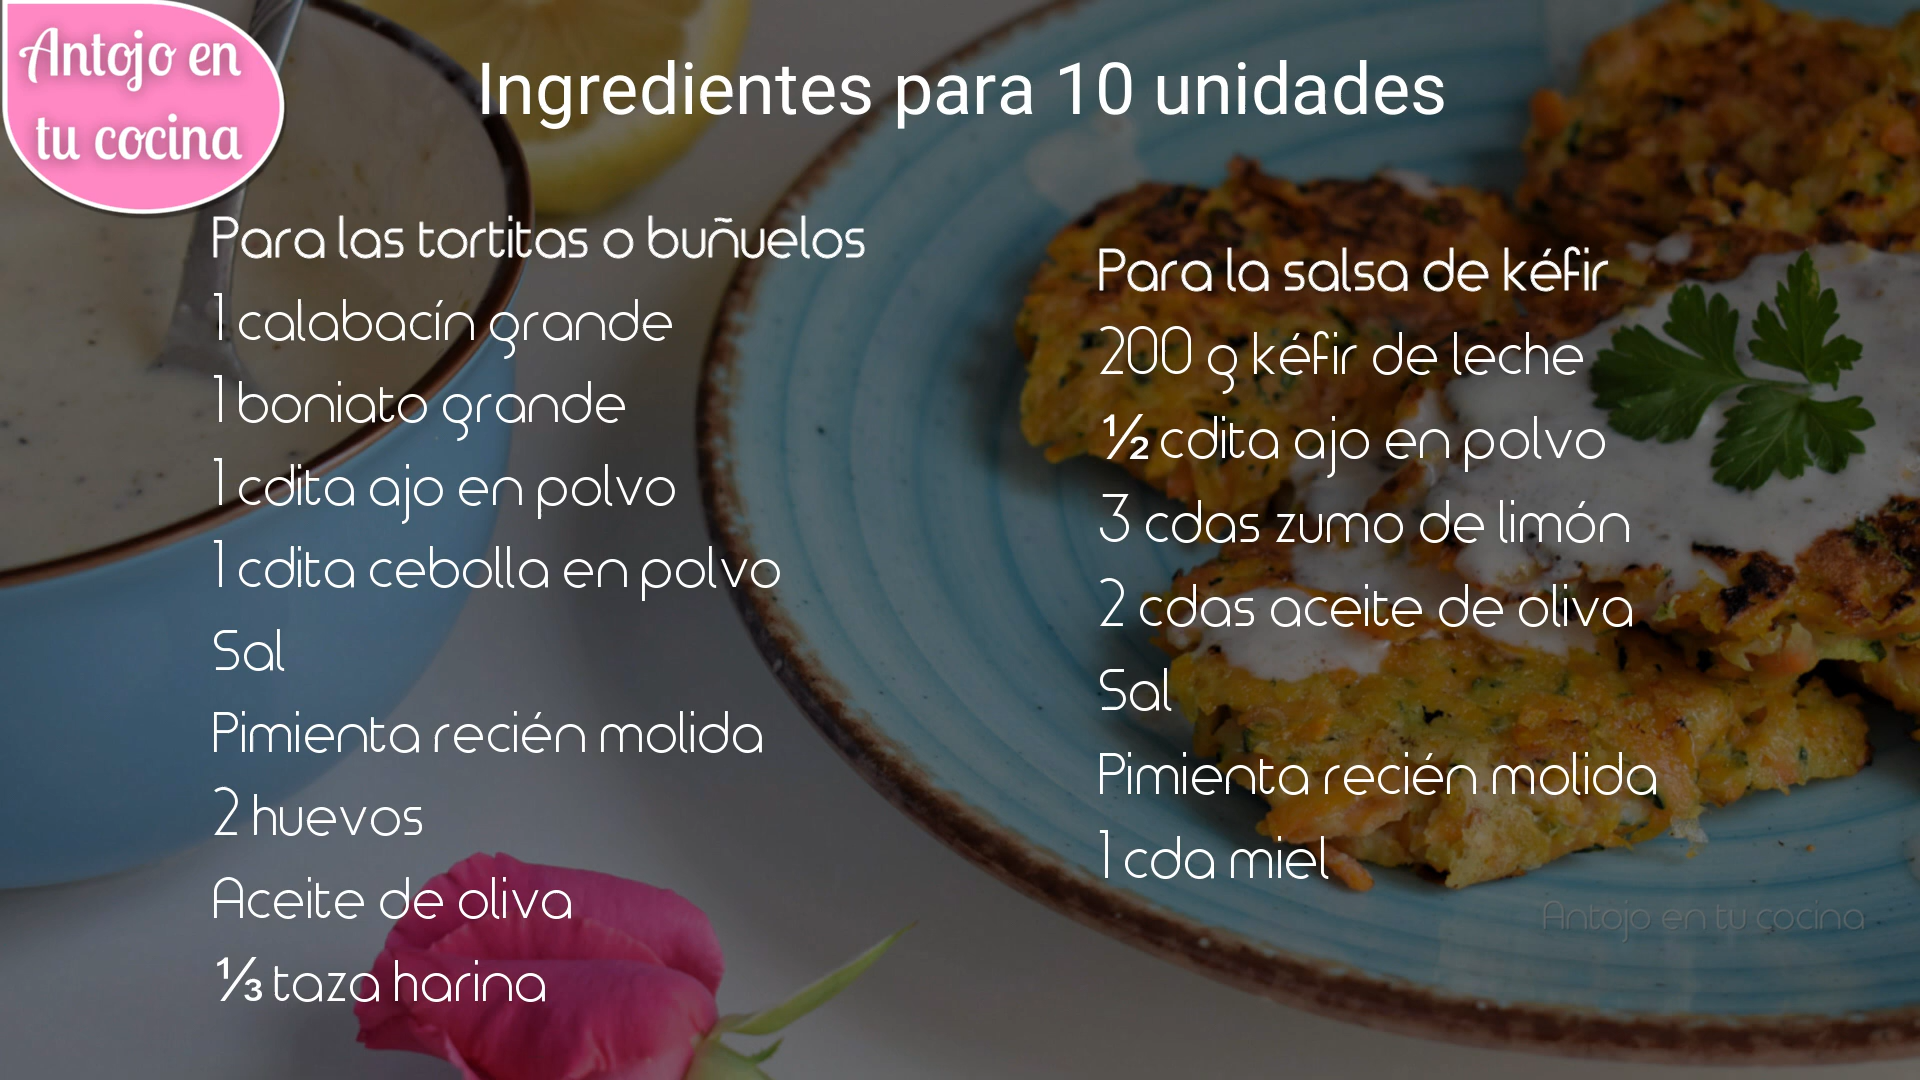 Antojo en
tu cocina
Ingredientes para 10 unidades
Para las tortitas o buñuelos
1 calabacín grande
1 boniato grande
1 cdita ajo en polvo
1 cdita cebolla en polvo
Sal
Pimienta recién molida
2 huevos
Aceite de oliva
⅓ taza harina
Para la salsa de kéfir
200 g kéfir de leche
½ cdita ajo en polvo
3 cdas zumo de limón
2 cdas aceite de oliva
Sal
Pimienta recién molida
1 cda miel
Antojo en tu cocina